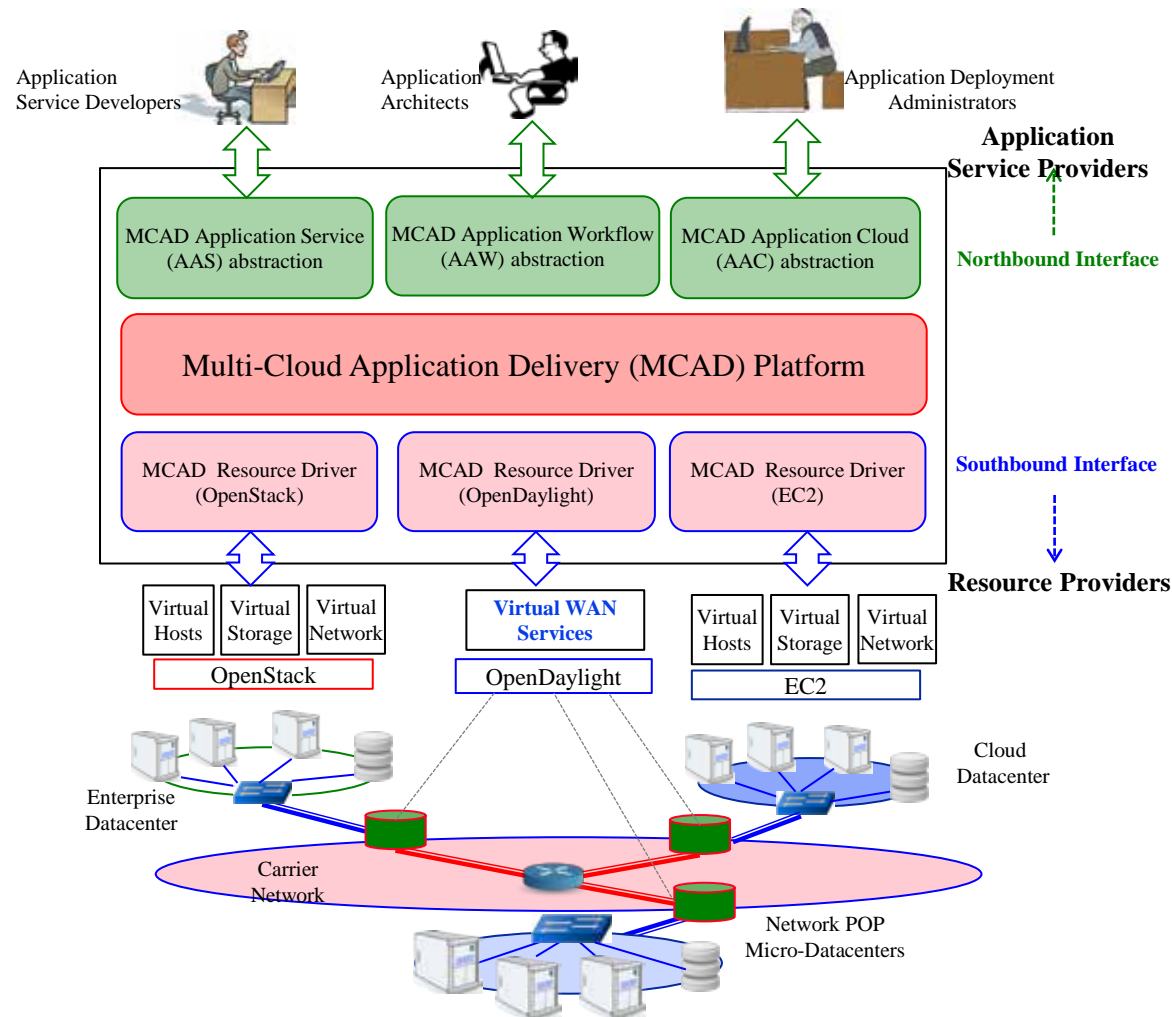 Application
Service Developers
Application
Architects
Application Deployment
Administrators
Application
Service Providers
MCAD Application Service
(AAS) abstraction
MCAD Application Workflow
(AAW) abstraction
MCAD Application Cloud
(AAC) abstraction
Northbound Interface
Multi-Cloud Application Delivery (MCAD) Platform
MCAD Resource Driver
(OpenStack)
MCAD Resource Driver
(OpenDaylight)
MCAD Resource Driver
(EC2)
Southbound Interface
Resource Providers
Virtual
Hosts
Virtual
Storage
Virtual
Network
OpenStack
Virtual WAN
Services
OpenDaylight
Virtual
Hosts
Virtual
Storage
Virtual
Network
EC2
Enterprise
Datacenter
Cloud
Datacenter
Carrier
Network
Network POP
Micro-Datacenters